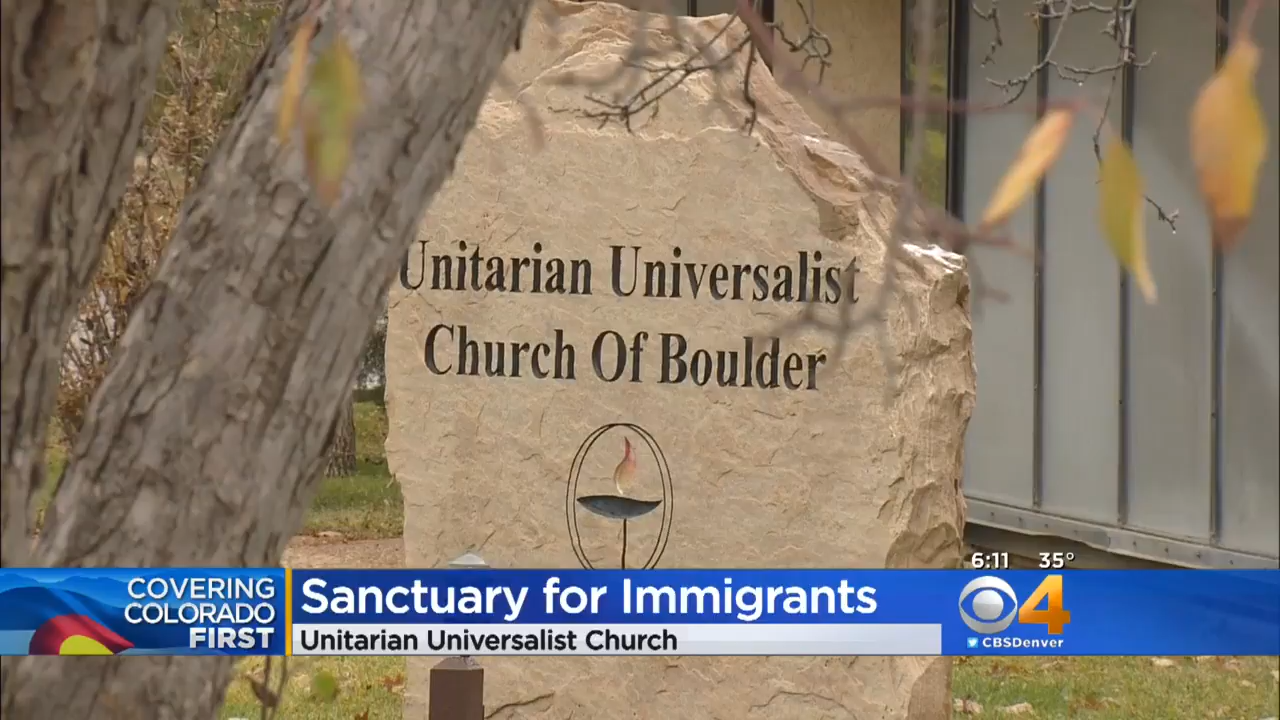 Unitarian Universalist
Church Of Boulder
6:11 35°
COVERING
COLORADO
FIRST
Sanctuary for Immigrants
Unitarian Universalist Church
4
CBSDenver